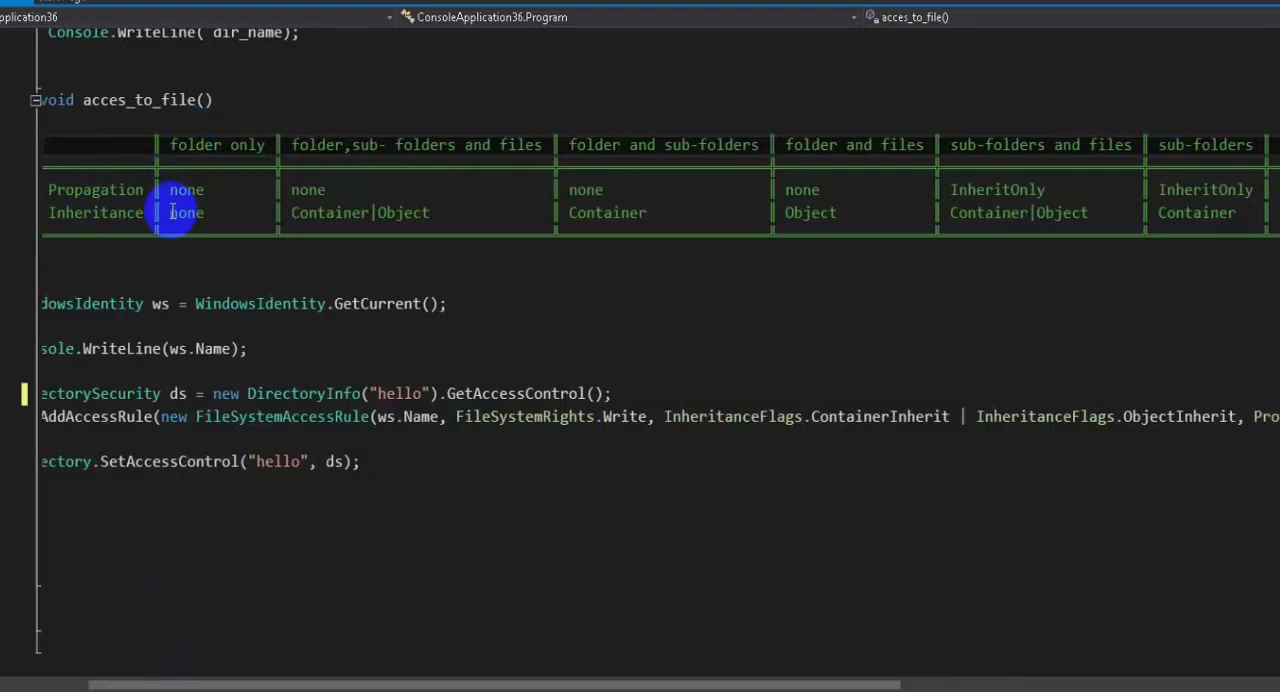 pplication36 ConsoleApplication36.Program acces_to_file()
Console.WriteLine( dir_name);
void acces_to_file()
folder only folder,sub- folders and files folder and sub-folders folder and files sub-folders and files sub-folders
Propagation none none none none InheritOnly InheritOnly
Inheritance none Container|Object Container Object Container|Object Container
dowsIdentity ws = WindowsIdentity.GetCurrent();
sole.WriteLine(ws.Name);
ectorySecurity ds = new DirectoryInfo("hello").GetAccessControl();
AddAccessRule(new FileSystemAccessRule(ws.Name, FileSystemRights.Write, InheritanceFlags.ContainerInherit | InheritanceFlags.ObjectInherit, Pro
ectory.SetAccessControl("hello", ds);